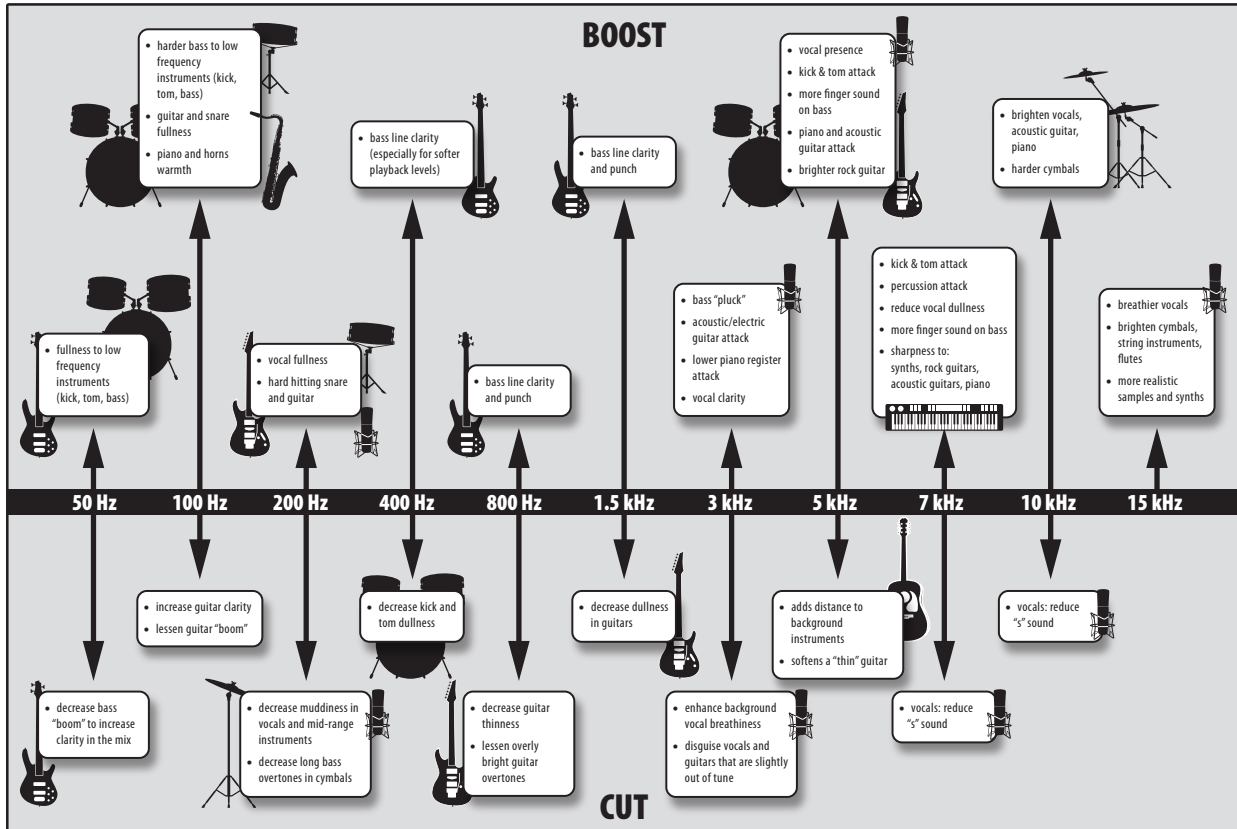 BOOST
• harder bass to low
frequency
instruments (kick,
tom, bass)
• guitar and snare
fullness
• piano and horns
warmth
• bass line clarity
(especially for softer
playback levels)
• bass line clarity
and punch
• vocal presence
• kick & tom attack
• more finger sound
on bass
• piano and acoustic
guitar attack
• brighter rock guitar
• brighten vocals,
acoustic guitar,
piano
• harder cymbals
• fullness to low
frequency
instruments
(kick, tom, bass)
• vocal fullness
• hard hitting snare
and guitar
• bass line clarity
and punch
• bass “pluck”
• acoustic/electric
guitar attack
• lower piano register
attack
• vocal clarity
• kick & tom attack
• percussion attack
• reduce vocal dullness
• more finger sound on bass
• sharpness to:
synths, rock guitars,
acoustic guitars, piano
• breathier vocals
• brighten cymbals,
string instruments,
flutes
• more realistic
samples and synths
50 Hz 100 Hz 200 Hz 400 Hz 800 Hz 1.5 kHz 3 kHz 5 kHz 7 kHz 10 kHz 15 kHz
• increase guitar clarity
• lessen guitar “boom”
• decrease kick and
tom dullness
• decrease dullness
in guitars
• adds distance to
background
instruments
• softens a “thin” guitar
• vocals: reduce
“s” sound
• decrease bass
“boom” to increase
clarity in the mix
• decrease muddiness in
vocals and mid-range
instruments
• decrease long bass
overtones in cymbals
• decrease guitar
thinness
• lessen overly
bright guitar
overtones
• enhance background
vocal breathiness
• disguise vocals and
guitars that are slightly
out of tune
• vocals: reduce
“s” sound
CUT